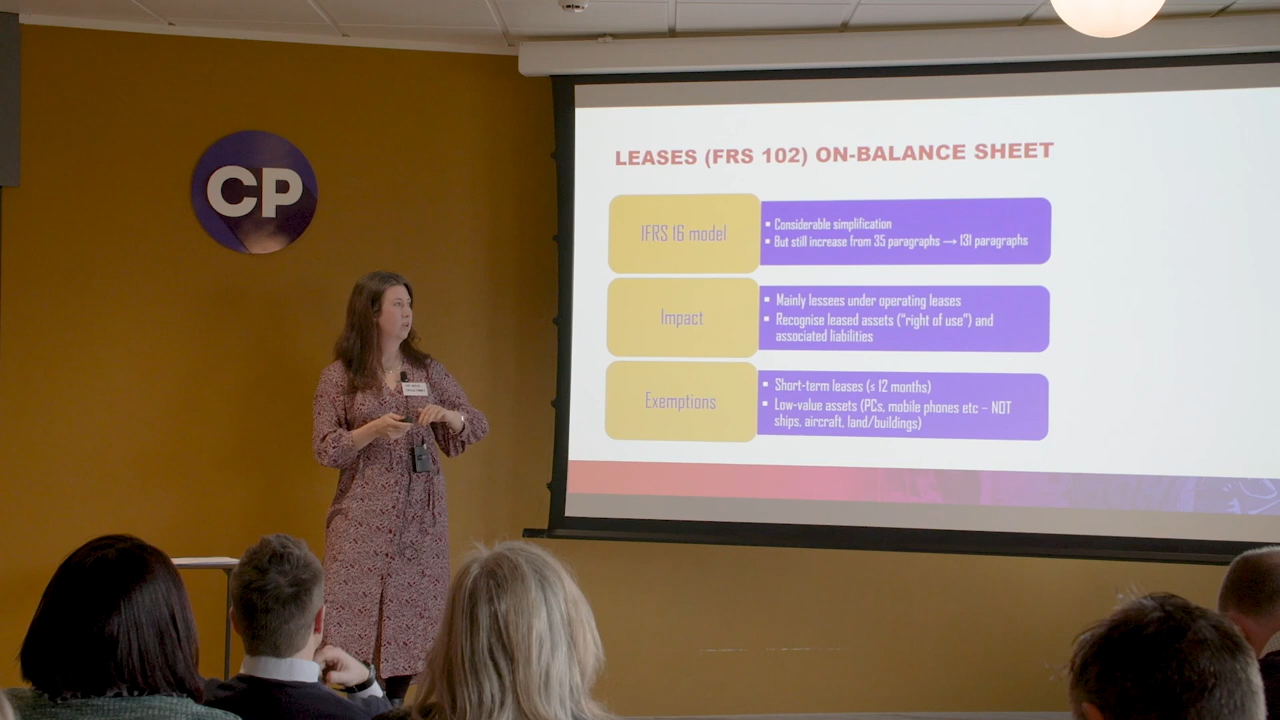 CP
LEASES (FRS 102) ON-BALANCE SHEET
IFRS 16 model
▪ Considerable simplification
▪ But still increase from 35 paragraphs → 131 paragraphs
Impact
▪ Mainly lessees under operating leases
▪ Recognise leased assets (“right of use”) and
associated liabilities
Exemptions
▪ Short-term leases (≤ 12 months)
▪ Low-value assets (PCs, mobile phones etc – NOT
ships, aircraft, land/buildings)